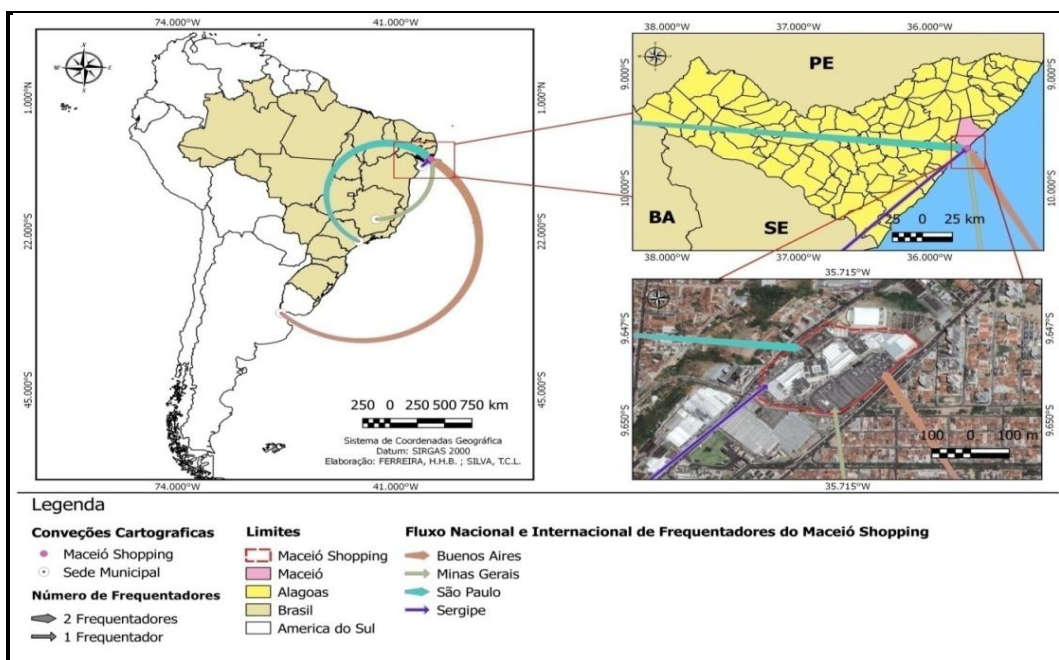 74.000°W 41.000°W
1.000°N 1.000°N
22.000°S 22.000°S
45.000°S 45.000°S
250 0 250 500 750 km
Sistema de Coordenadas Geográfica
Datum: SIRGAS 2000
Elaboração: FERREIRA, H.H.B. ; SILVA, T.C.L.
74.000°W 41.000°W
38.000°W 37.000°W 36.000°W
9.000°S 9.000°S
PE
10.000°S 10.000°S
BA
SE
25 0 25 km
38.000°W 37.000°W 36.000°W
35.715°W
9.647°S 9.647°S
9.650°S 9.650°S
100 0 100 m
35.715°W
Legenda
Conveções Cartograficas
Maceió Shopping
Sede Municipal
Número de Frequentadores
2 Frequentadores
1 Frequentador
Limites
Maceió Shopping
Maceió
Alagoas
Brasil
America do Sul
Fluxo Nacional e Internacional de Frequentadores do Maceió Shopping
Buenos Aires
Minas Gerais
São Paulo
Sergipe